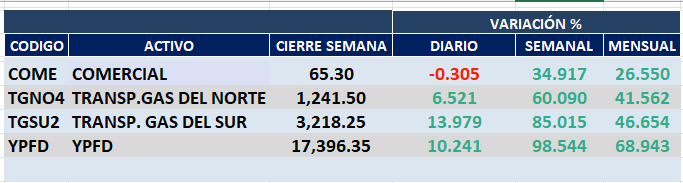 VARIACIÓN %
CODIGO ACTIVO CIERRE SEMANA DIARIO SEMANAL MENSUAL
COME COMERCIAL 65.30 -0.305 34.917 26.550
TGNO4 TRANSP.GAS DEL NORTE 1,241.50 6.521 60.090 41.562
TGSU2 TRANSP. GAS DEL SUR 3,218.25 13.979 85.015 46.654
YPFD YPFD 17,396.35 10.241 98.544 68.943